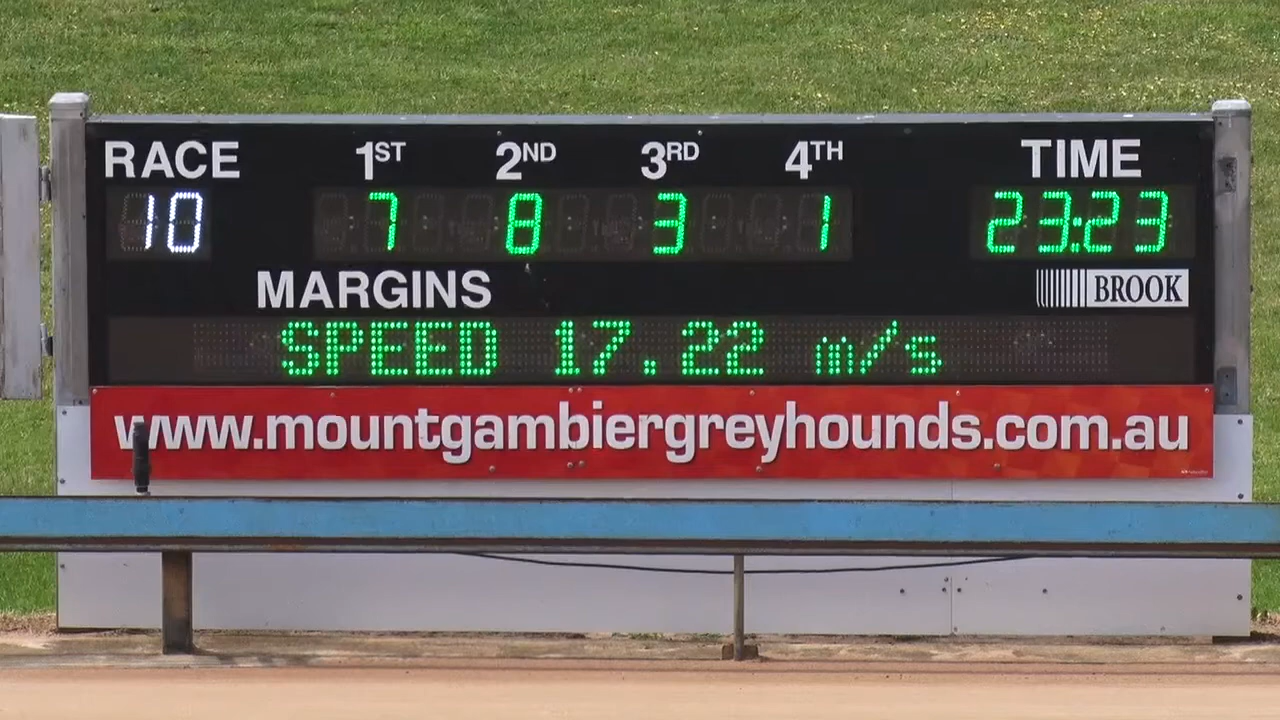 RACE 1ST 2ND 3RD 4TH TIME
10 7 8 3 1 23:23
MARGINS BROOK
SPEED 17.22 m/s
www.mountgambiergreyhounds.com.au